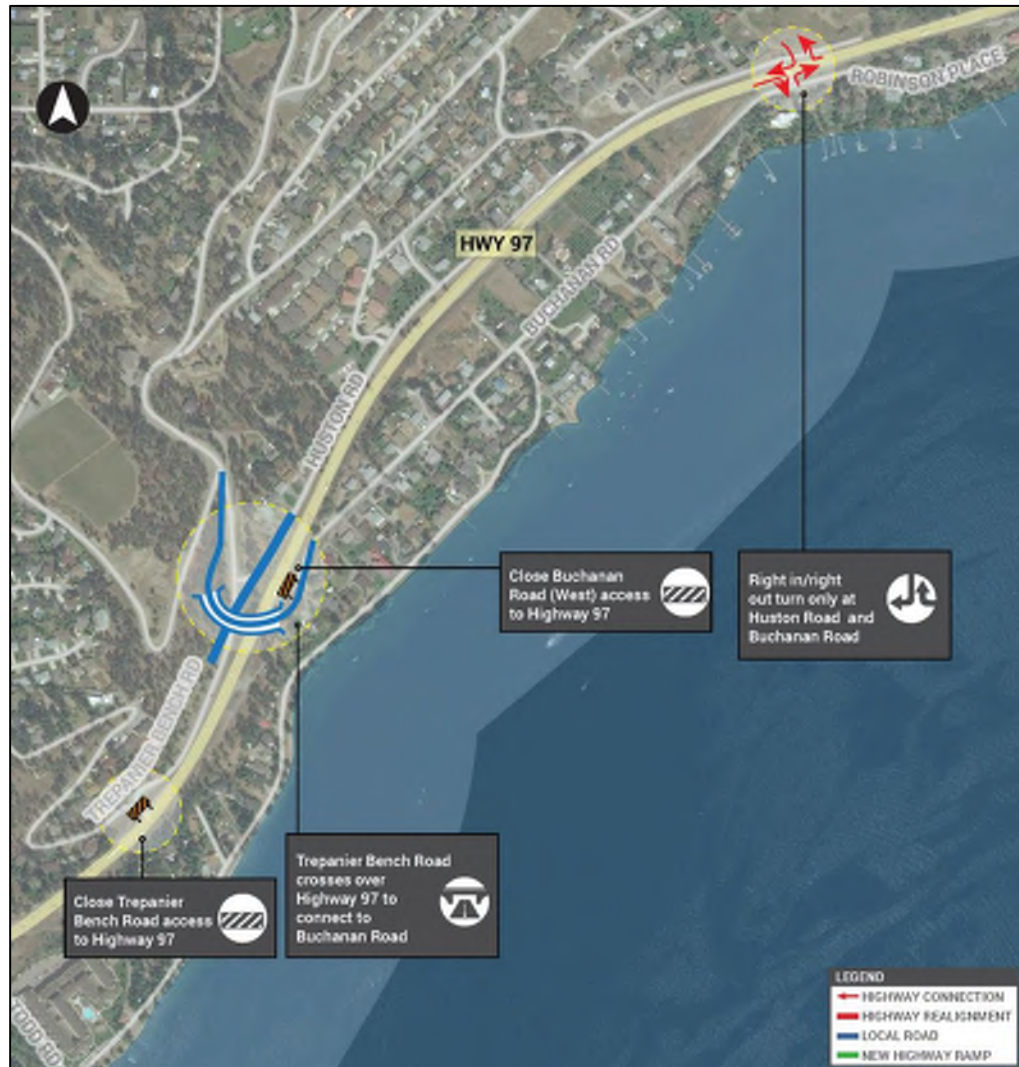 ROBINSON PLACE
HWY 97
BUCHANAN RD
HUSTON RD
Close Buchanan
Road (West) access
to Highway 97
Right in/right
out turn only at
Huston Road and
Buchanan Road
TREPANIER BENCH RD
Trepanier Bench Road
crosses over
Highway 97 to
connect to
Buchanan Road
Close Trepanier
Bench Road access
to Highway 97
TODD RD
LEGEND
HIGHWAY CONNECTION
HIGHWAY REALIGNMENT
LOCAL ROAD
NEW HIGHWAY RAMP